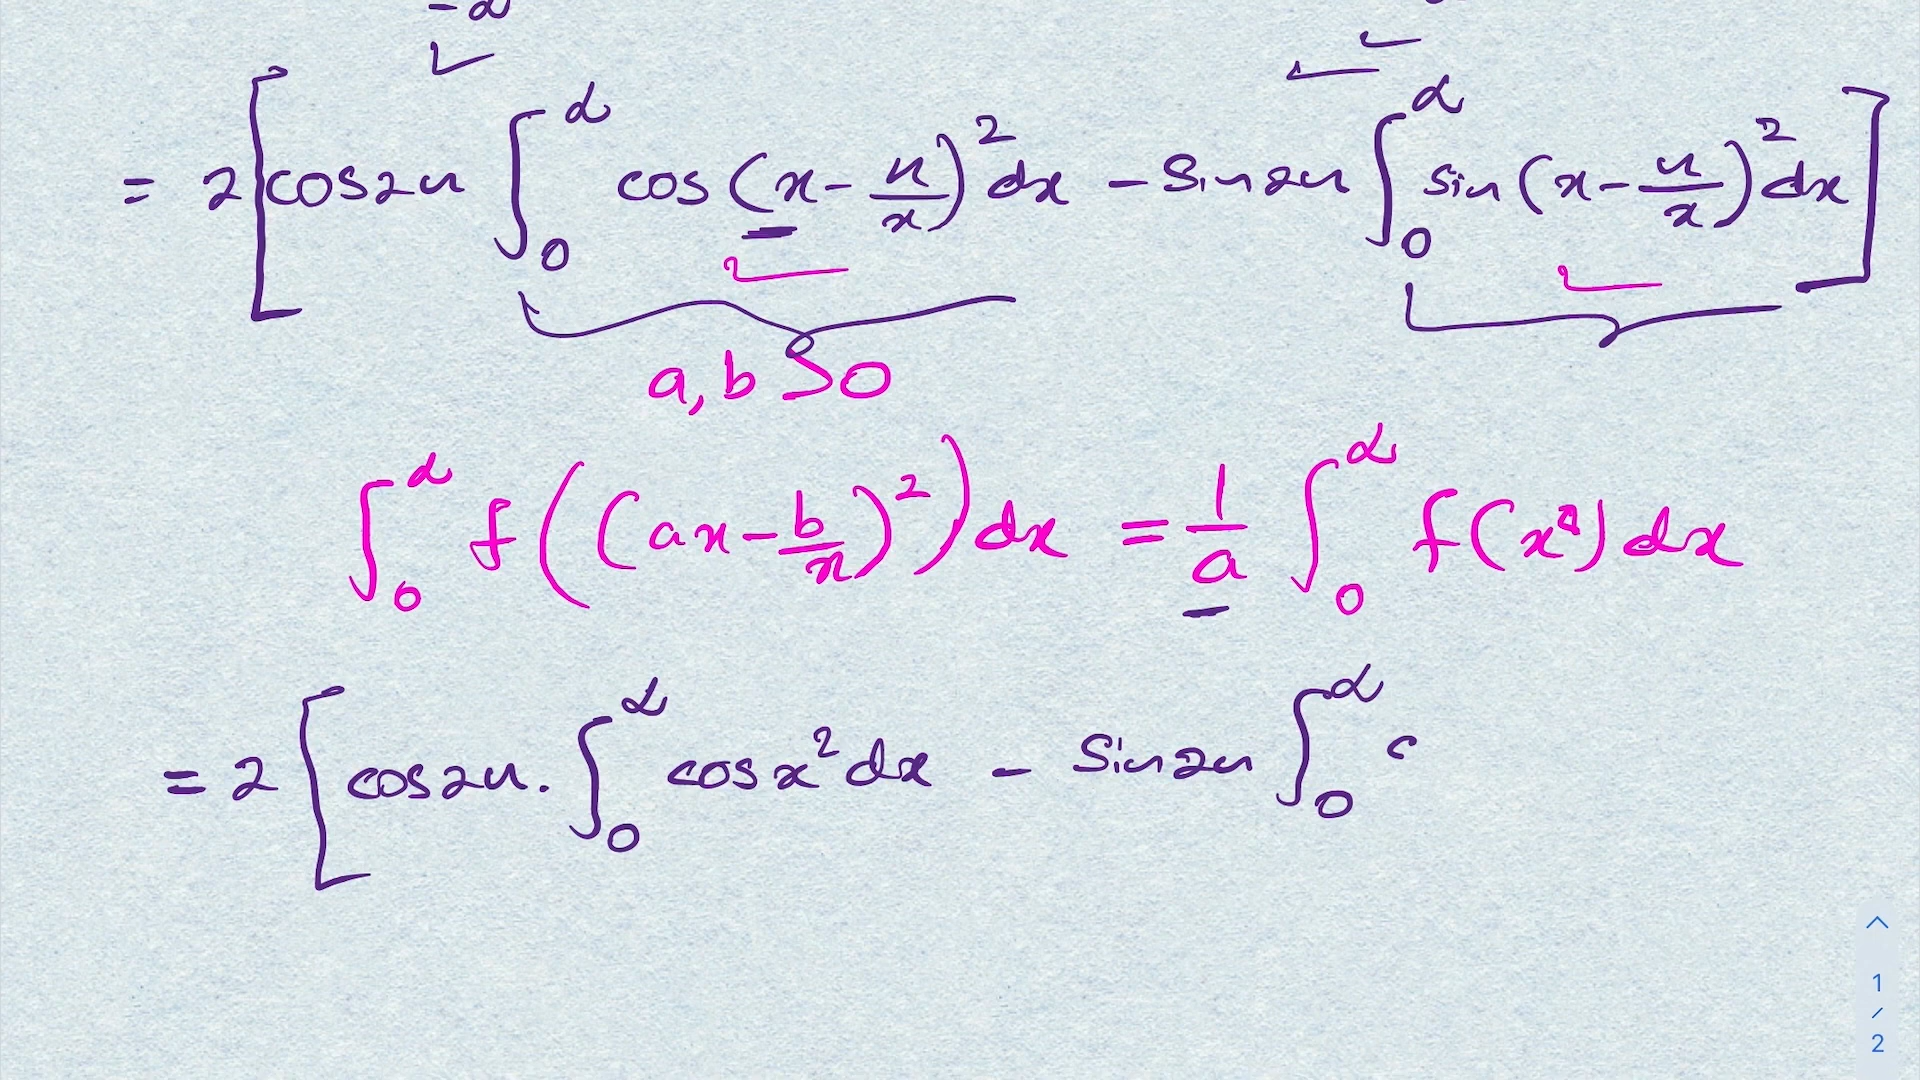 -∝
= 2[cos2u ∫₀^∝ cos(x - u/x)² dx - sin2u ∫₀^∝ sin(x - u/x)² dx]
a, b > 0
∫₀^∝ f((ax - b/x)²) dx = 1/a ∫₀^∝ f(x²) dx
= 2[cos2u · ∫₀^∝ cos x² dx - sin2u ∫₀^∝ c
1
/
2